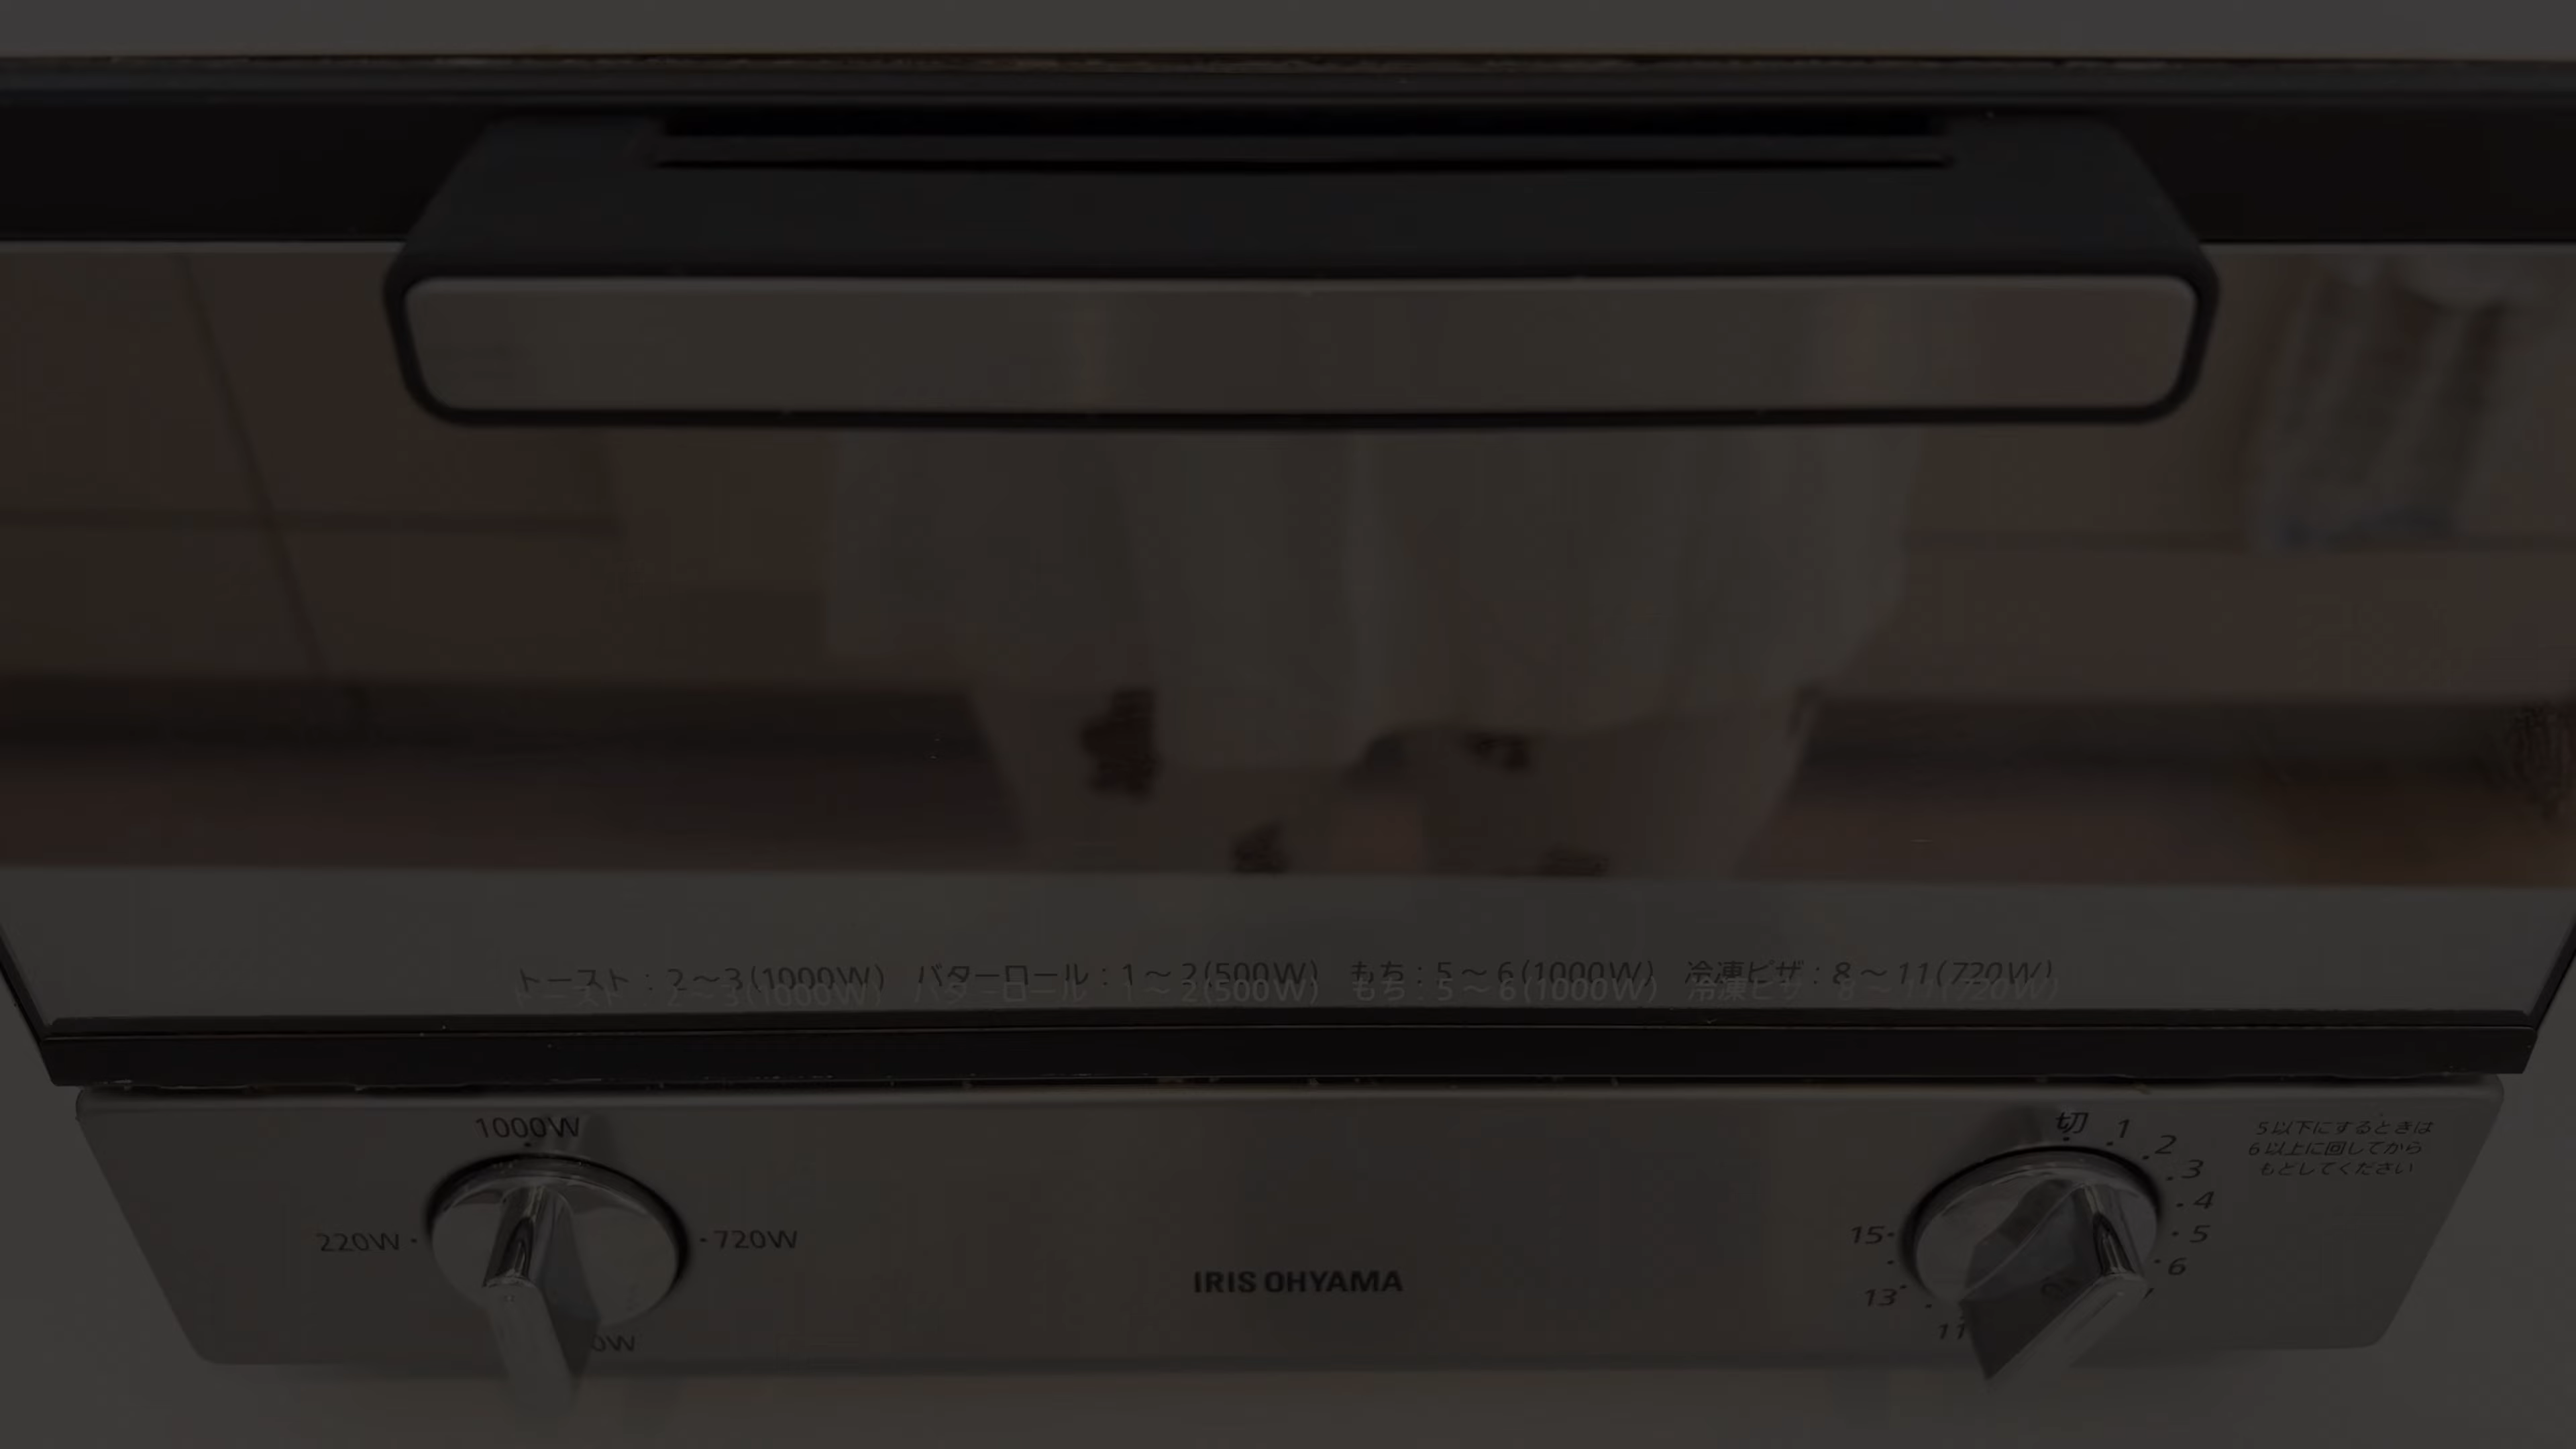 トースト：2～3(1000W)　バターロール：1～2(500W)　もち：5～6(1000W)　冷凍ピザ：8～11(720W)
1000W
220W
720W
0W
IRIS OHYAMA
切
1
2
3
4
5
6
11
13
15
5以下にするときは
6以上に回してから
もどしてください